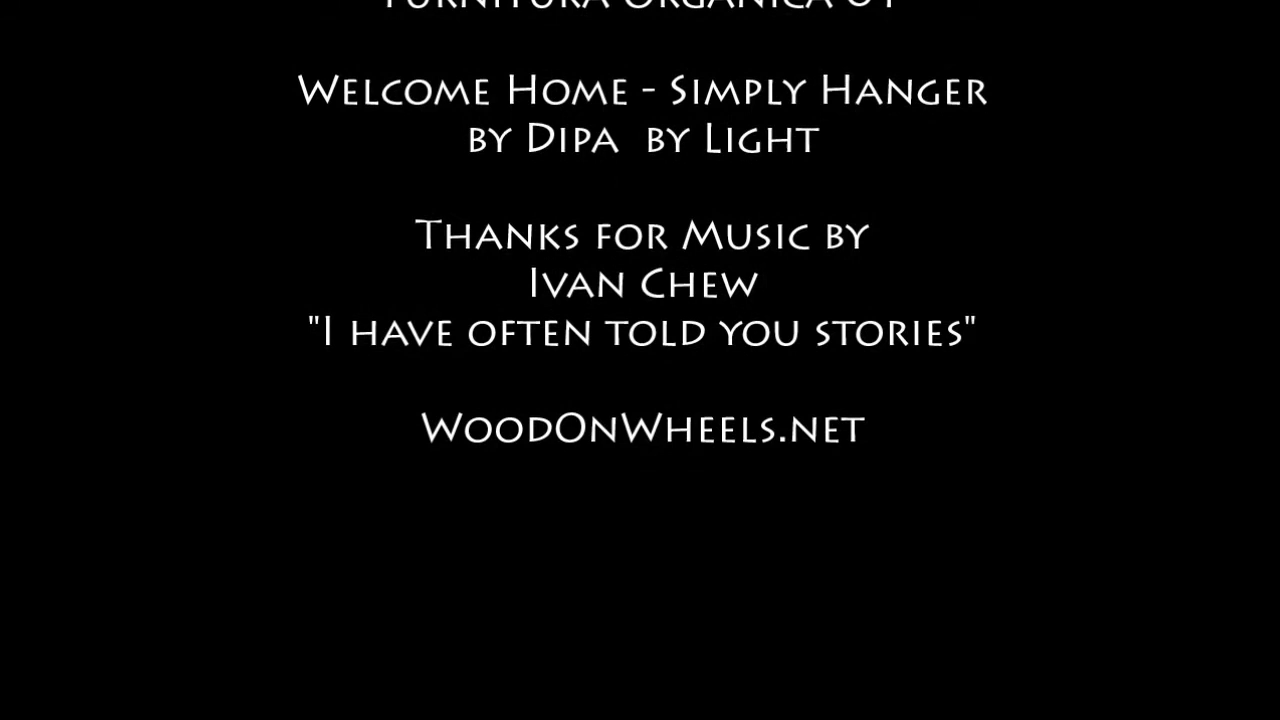 Welcome Home - Simply Hanger
by Dipa by Light
Thanks for Music by
Ivan Chew
"I have often told you stories"
WoodOnWheels.net